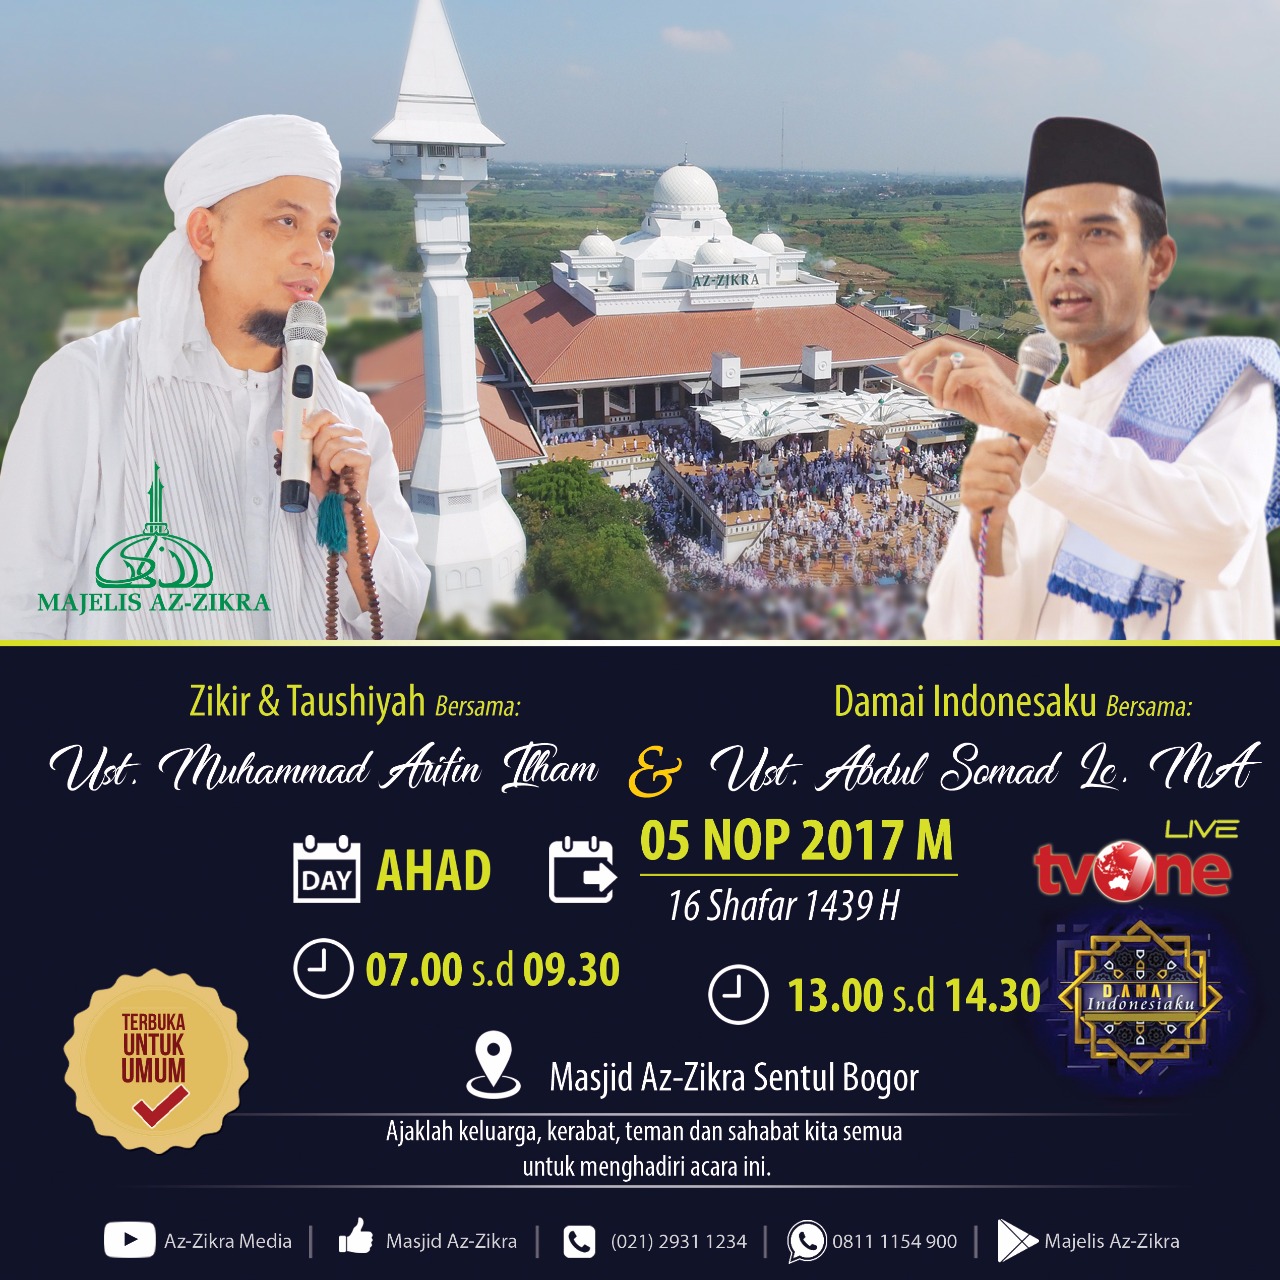 AZ-ZIKRA
MAJELIS AZ-ZIKRA
Zikir & Taushiyah Bersama:
Damai Indonesaku Bersama:
Ust. Muhammad Arifin Ilham & Ust. Abdul Somad Lc. MA
DAY AHAD
05 NOP 2017 M
16 Shafar 1439 H
LIVE
tvOne
07.00 s.d 09.30
13.00 s.d 14.30
DAMAI
Indonesiaku
TERBUKA
UNTUK
UMUM
Masjid Az-Zikra Sentul Bogor
Ajaklah keluarga, kerabat, teman dan sahabat kita semua
untuk menghadiri acara ini.
Az-Zikra Media | Masjid Az-Zikra | (021) 2931 1234 | 0811 1154 900 | Majelis Az-Zikra